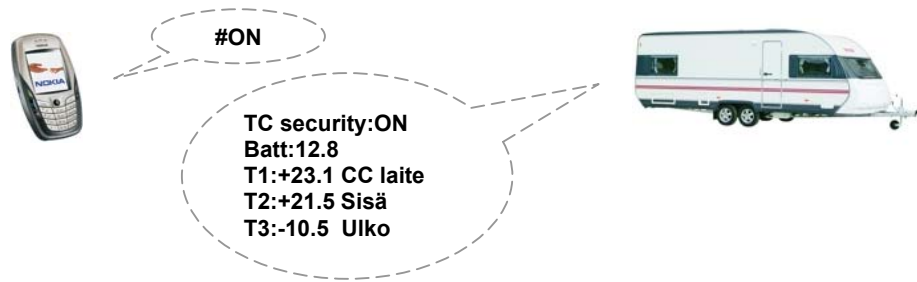 #ON
NOKIA
TC security:ON
Batt:12.8
T1:+23.1 CC laite
T2:+21.5 Sisä
T3:-10.5 Ulko